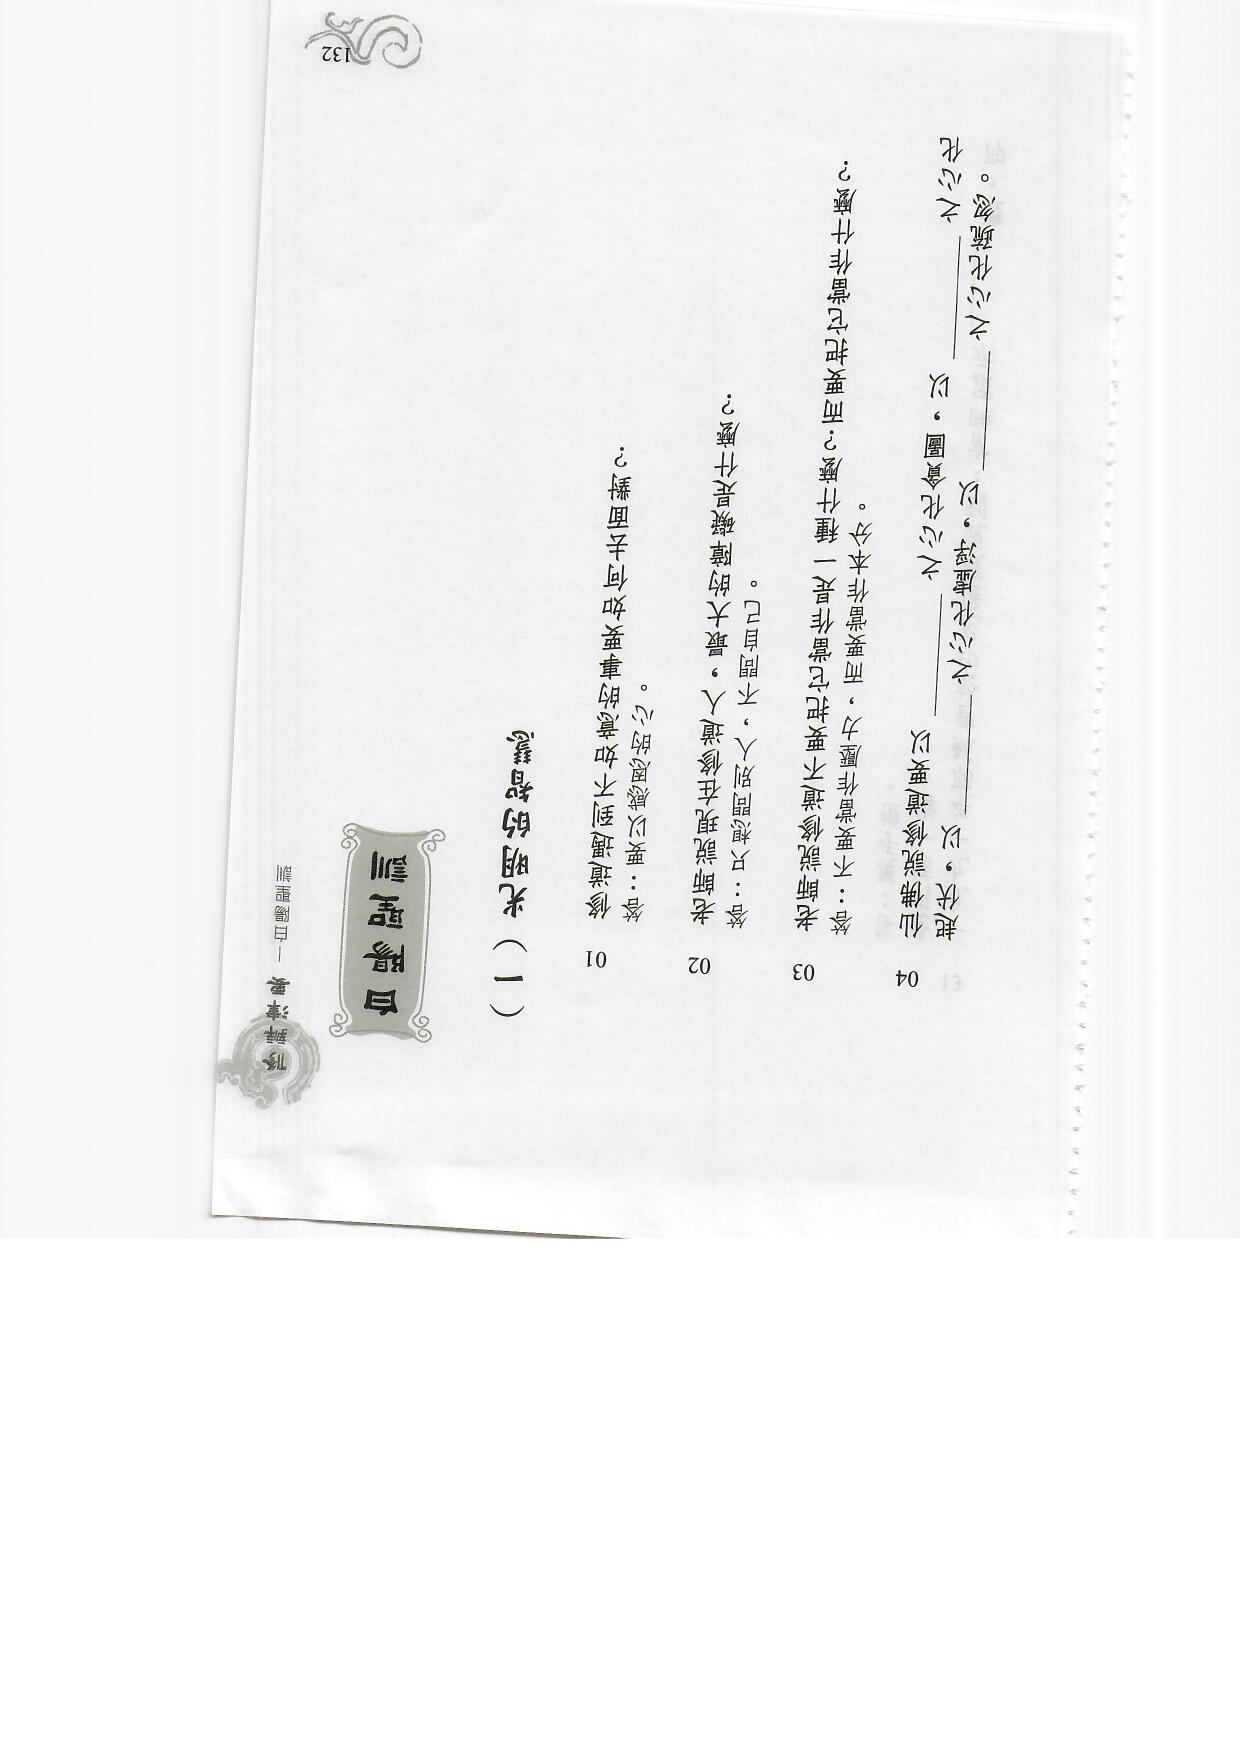 修辦津要 —白陽聖訓
白陽聖訓
（一）光明的智慧
01 修道遇到不如意的事要如何去面對？
答：要以感恩的心。
02 老師說現在修道人，最大的障礙是什麼？
答：只想問別人，不問自己。
03 老師說修道不要把它當作是一種什麼？而要把它當作什麼？
答：不要當作壓力，而要當作本分。
04 仙佛說修道要以＿＿＿＿之心化貪圖，以＿＿＿＿之心化
起伏，以＿＿＿＿之心化虛浮，以＿＿＿＿之心化疏忽。
132